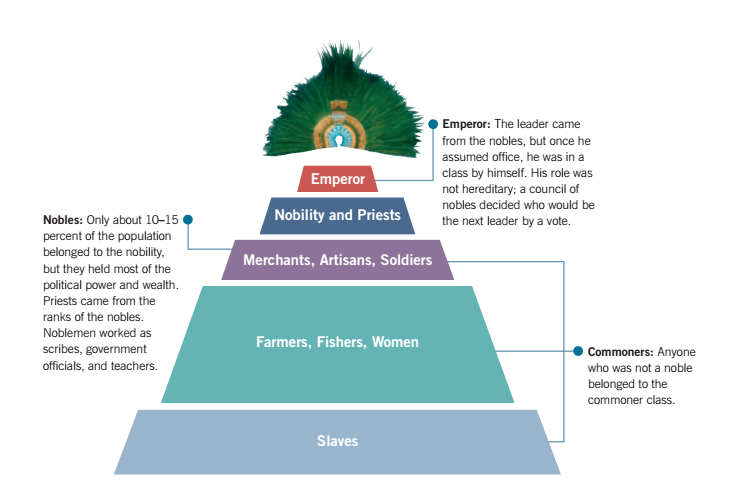 Emperor: The leader came
from the nobles, but once he
assumed office, he was in a
class by himself. His role was
not hereditary; a council of
nobles decided who would be
the next leader by a vote.
Emperor
Nobility and Priests
Nobles: Only about 10–15
percent of the population
belonged to the nobility,
but they held most of the
political power and wealth.
Priests came from the
ranks of the nobles.
Noblemen worked as
scribes, government
officials, and teachers.
Merchants, Artisans, Soldiers
Farmers, Fishers, Women
Commoners: Anyone
who was not a noble
belonged to the
commoner class.
Slaves